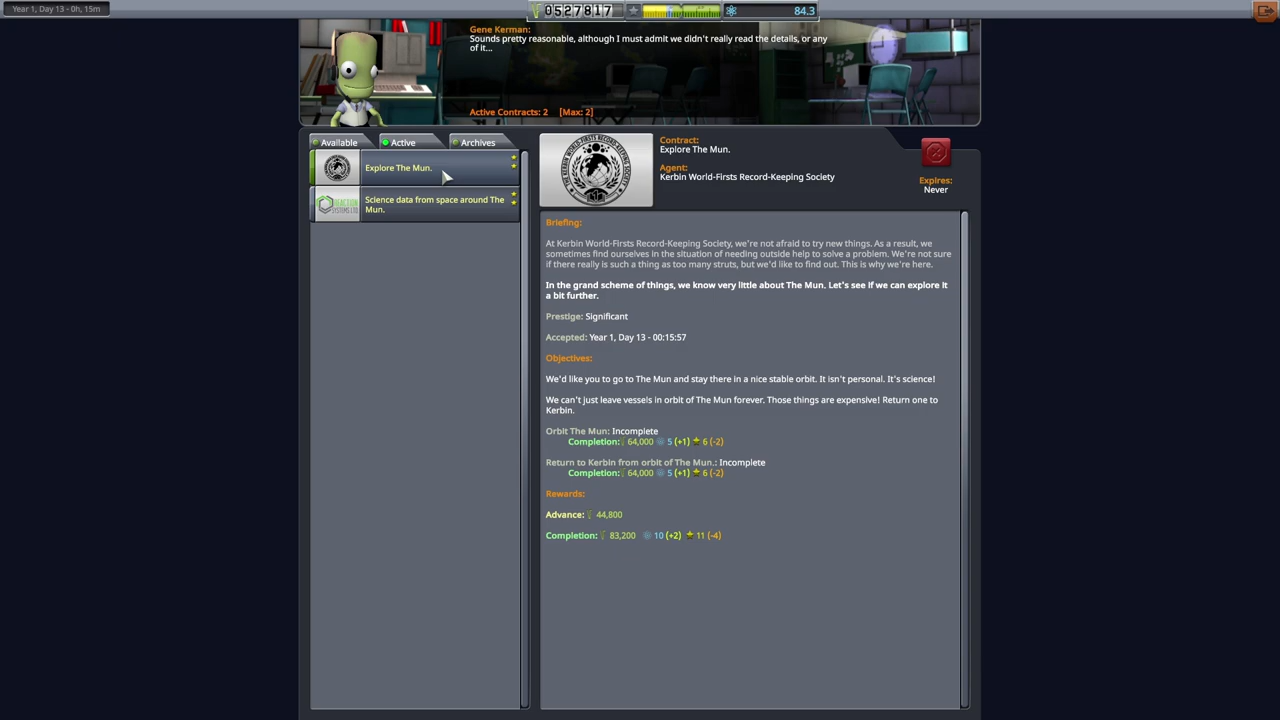 Year 1, Day 13 - 0h, 15m
0527817
84.3
Gene Kerman:
Sounds pretty reasonable, although I must admit we didn't really read the details, or any
of it...
Active Contracts: 2 [Max: 2]
Available
Active
Archives
Explore The Mun.
Science data from space around The
Mun.
Contract:
Explore The Mun.
Agent:
Kerbin World-Firsts Record-Keeping Society
Expires:
Never
Briefing:
At Kerbin World-Firsts Record-Keeping Society, we're not afraid to try new things. As a result, we
sometimes find ourselves in the situation of needing outside help to solve a problem. We're not sure
if there really is such a thing as too many struts, but we'd like to find out. This is why we're here.
In the grand scheme of things, we know very little about The Mun. Let's see if we can explore it
a bit further.
Prestige: Significant
Accepted: Year 1, Day 13 - 00:15:57
Objectives:
We'd like you to go to The Mun and stay there in a nice stable orbit. It isn't personal. It's science!
We can't just leave vessels in orbit of The Mun forever. Those things are expensive! Return one to
Kerbin.
Orbit The Mun: Incomplete
Completion: 64,000 5 (+1) 6 (-2)
Return to Kerbin from orbit of The Mun.: Incomplete
Completion: 64,000 5 (+1) 6 (-2)
Rewards:
Advance: 44,800
Completion: 83,200 10 (+2) 11 (-4)